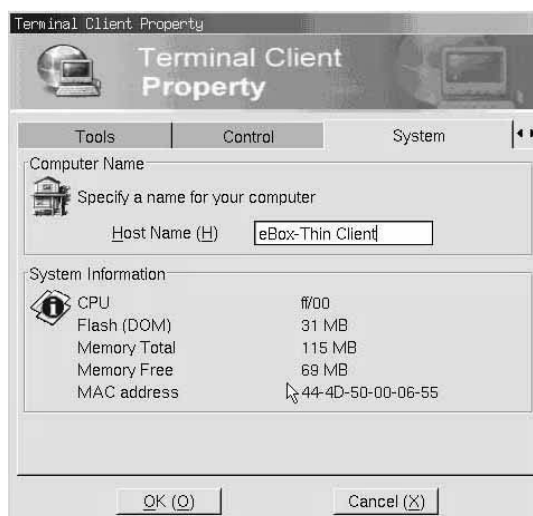 Terminal Client Property
Terminal Client
Property
Tools Control System
Computer Name
Specify a name for your computer
Host Name (H) eBox-Thin Client
System Information
CPU ff/00
Flash (DOM) 31 MB
Memory Total 115 MB
Memory Free 69 MB
MAC address 44-4D-50-00-06-55
OK (O) Cancel (X)